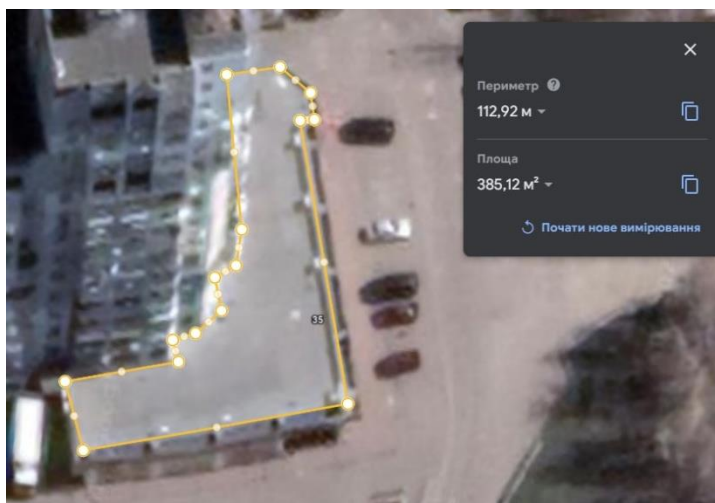 Периметр
112,92 м
Площа
385,12 м²
Почати нове вимірювання
35